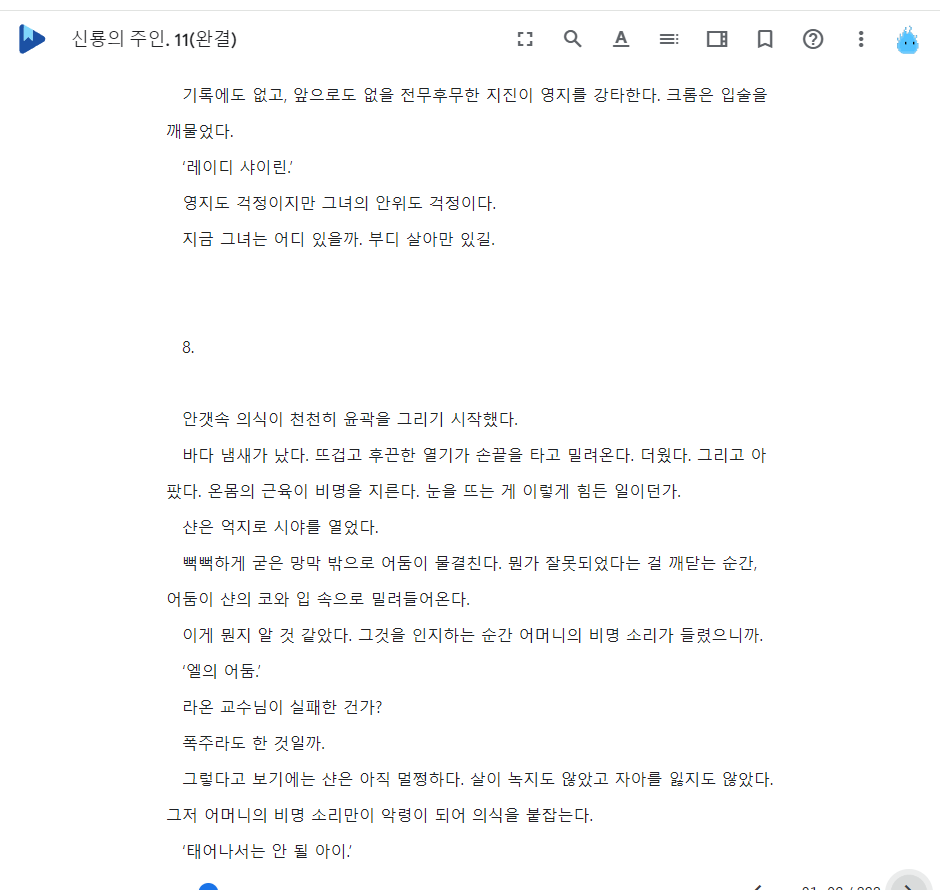 신룡의 주인. 11(완결)
기록에도 없고, 앞으로도 없을 전무후무한 지진이 영지를 강타한다. 크롬은 입술을
깨물었다.
‘레이디 샤이린.’
영지도 걱정이지만 그녀의 안위도 걱정이다.
지금 그녀는 어디 있을까. 부디 살아만 있길.
8.
안갯속 의식이 천천히 윤곽을 그리기 시작했다.
바다 냄새가 났다. 뜨겁고 후끈한 열기가 손끝을 타고 밀려온다. 더웠다. 그리고 아
팠다. 온몸의 근육이 비명을 지른다. 눈을 뜨는 게 이렇게 힘든 일이던가.
샨은 억지로 시야를 열었다.
뻑뻑하게 굳은 망막 밖으로 어둠이 물결친다. 뭔가 잘못되었다는 걸 깨닫는 순간,
어둠이 샨의 코와 입 속으로 밀려들어온다.
이게 뭔지 알 것 같았다. 그것을 인지하는 순간 어머니의 비명 소리가 들렸으니까.
‘엘의 어둠.’
라온 교수님이 실패한 건가?
폭주라도 한 것일까.
그렇다고 보기에는 샨은 아직 멀쩡하다. 살이 녹지도 않았고 자아를 잃지도 않았다.
그저 어머니의 비명 소리만이 악령이 되어 의식을 붙잡는다.
‘태어나서는 안 될 아이.’